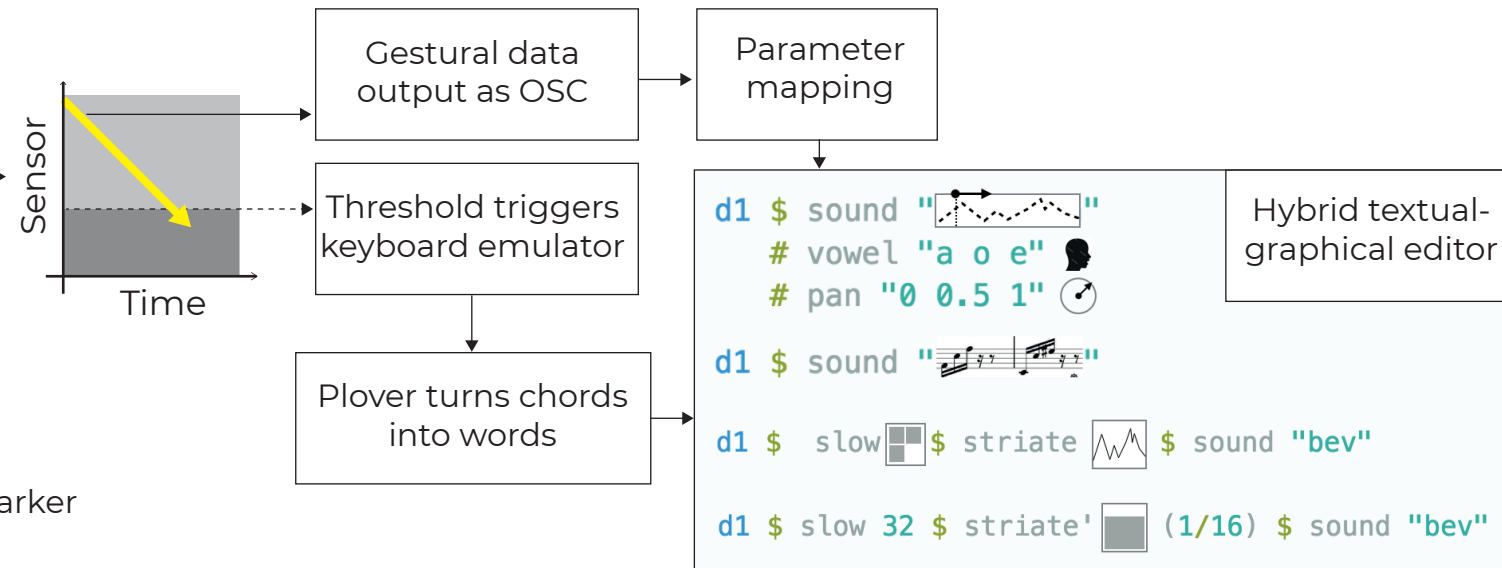 Gestural data
output as OSC
Parameter
mapping
Sensor
Time
Threshold triggers
keyboard emulator
Plover turns chords
into words
Hybrid textual-
graphical editor
d1 $ sound " "
# vowel "a o e"
# pan "0 0.5 1"
d1 $ sound " "
d1 $ slow $ striate $ sound "bev"
d1 $ slow 32 $ striate' (1/16) $ sound "bev"
arker